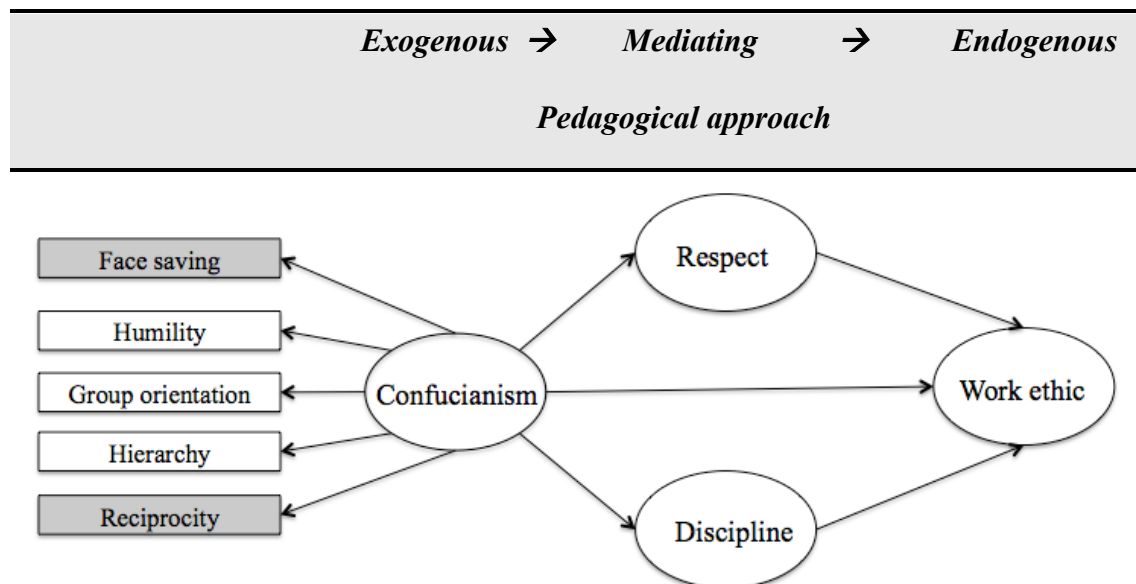 Exogenous → Mediating → Endogenous
Pedagogical approach
Face saving
Humility
Group orientation
Hierarchy
Reciprocity
Confucianism
Respect
Discipline
Work ethic